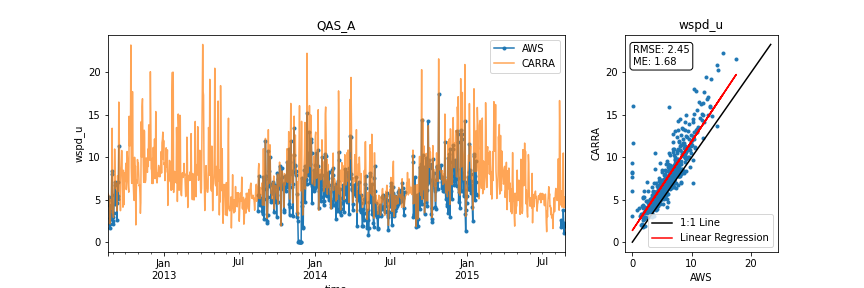 QAS_A
wspd_u
20
15
10
5
0
AWS
CARRA
Jan
2013
Jul
Jan
2014
Jul
Jan
2015
Jul
time
wspd_u
CARRA
20
15
10
5
0
RMSE: 2.45
ME: 1.68
1:1 Line
Linear Regression
0
10
20
AWS